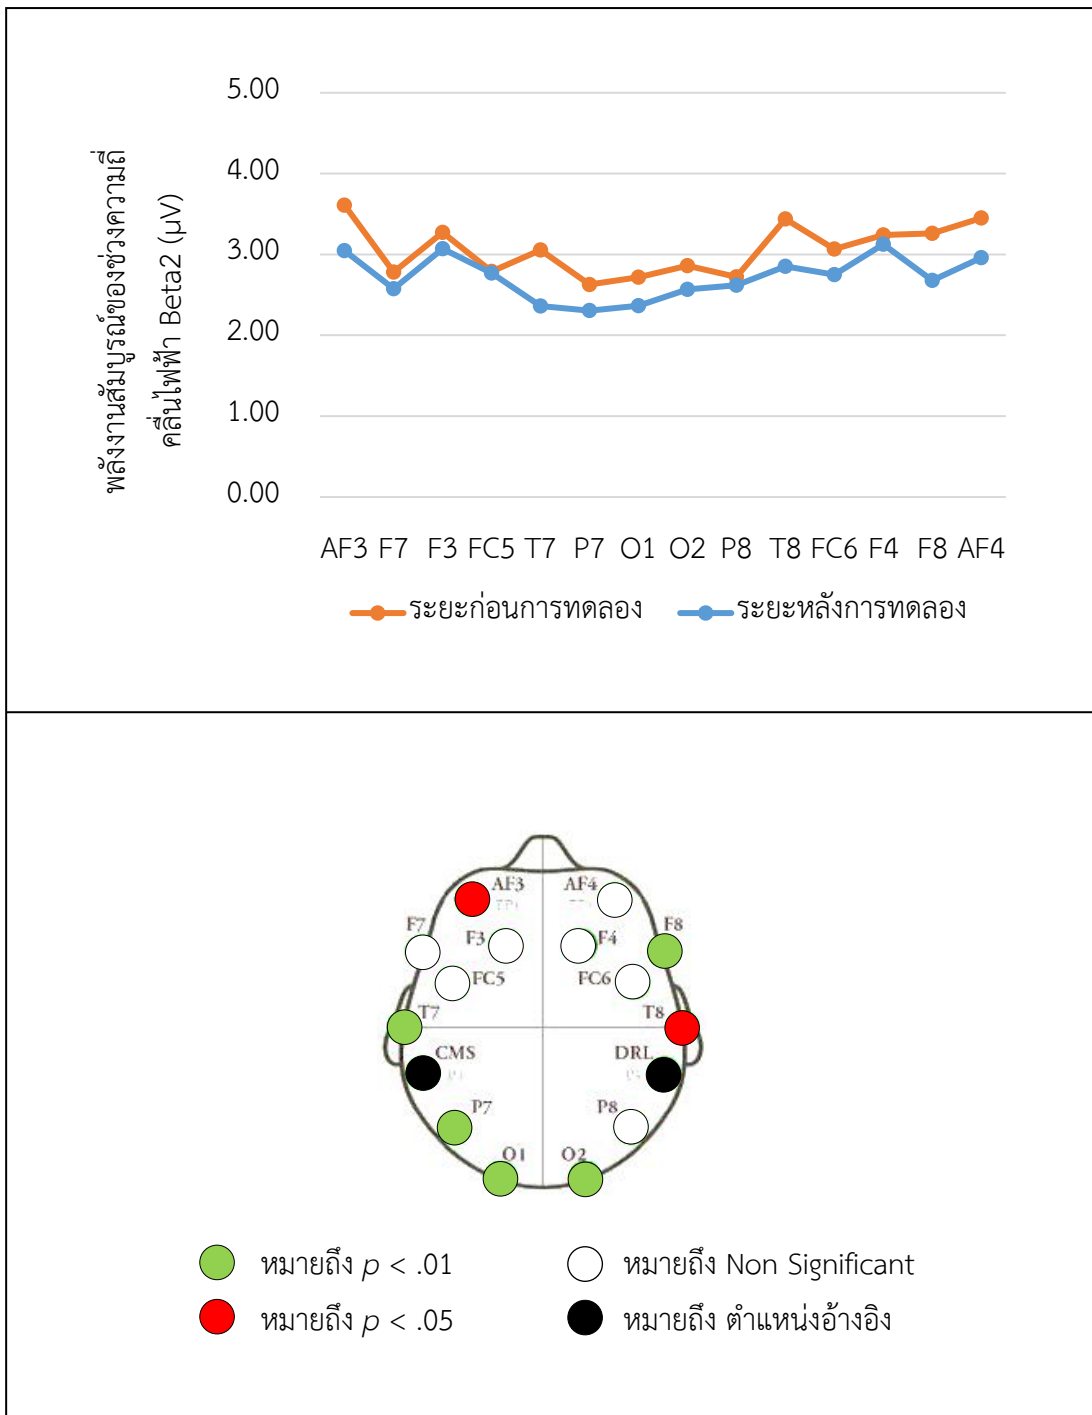 5.00
4.00
3.00
2.00
1.00
0.00
พลังงานสัมบูรณ์ของช่วงความถี่
คลื่นไฟฟ้า Beta2 (μV)
AF3 F7 F3 FC5 T7 P7 O1 O2 P8 T8 FC6 F4 F8 AF4
ระยะก่อนการทดลอง ระยะหลังการทดลอง
AF3 AF4
F7 F3 F4 F8
FC5 FC6
T7 T8
CMS DRL
P7 P8
O1 O2
หมายถึง p < .01 หมายถึง Non Significant
หมายถึง p < .05 หมายถึง ตำแหน่งอ้างอิง